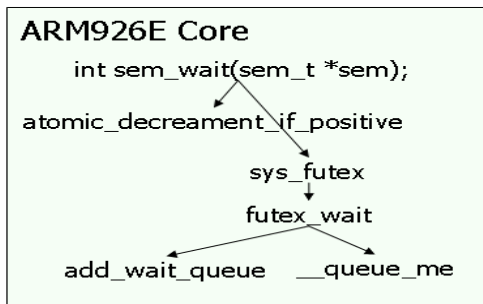 ARM926E Core
int sem_wait(sem_t *sem);
atomic_decreament_if_positive
sys_futex
futex_wait
add_wait_queue __queue_me